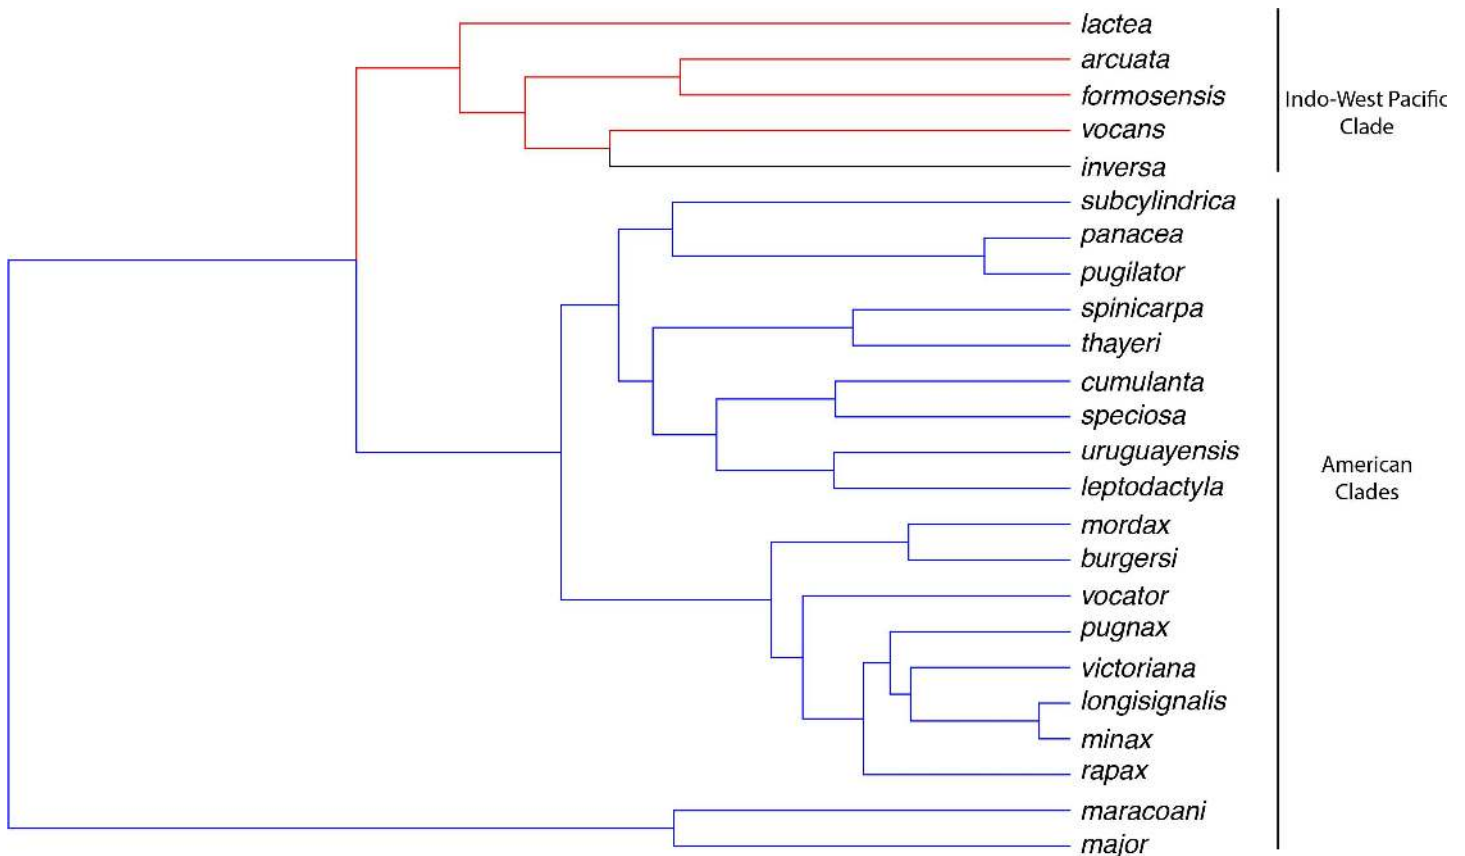 lactea
arcuata
formosensis
vocans
inversa
Indo-West Pacific
Clade
subcylindrica
panacea
pugilator
spinicarpa
thayeri
cumulanta
speciosa
uruguayensis
leptodactyla
mordax
burgersi
vocator
pugnax
victoriana
longisignalis
minax
rapax
maracoani
major
American
Clades